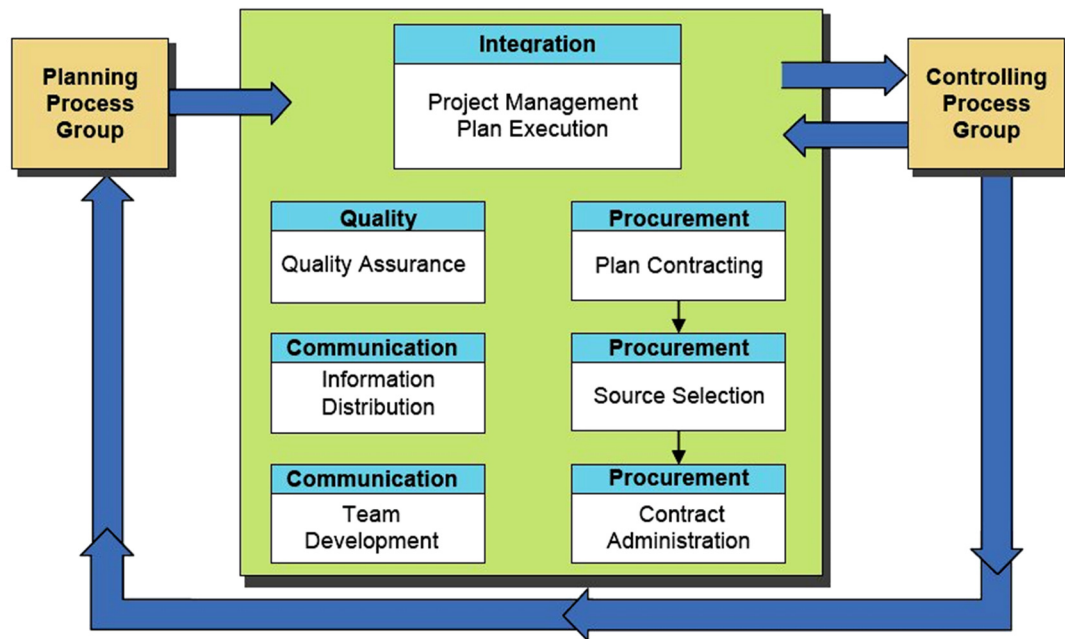 Planning
Process
Group
Integration
Project Management
Plan Execution
Controlling
Process
Group
Quality
Quality Assurance
Procurement
Plan Contracting
Communication
Information
Distribution
Procurement
Source Selection
Communication
Team
Development
Procurement
Contract
Administration